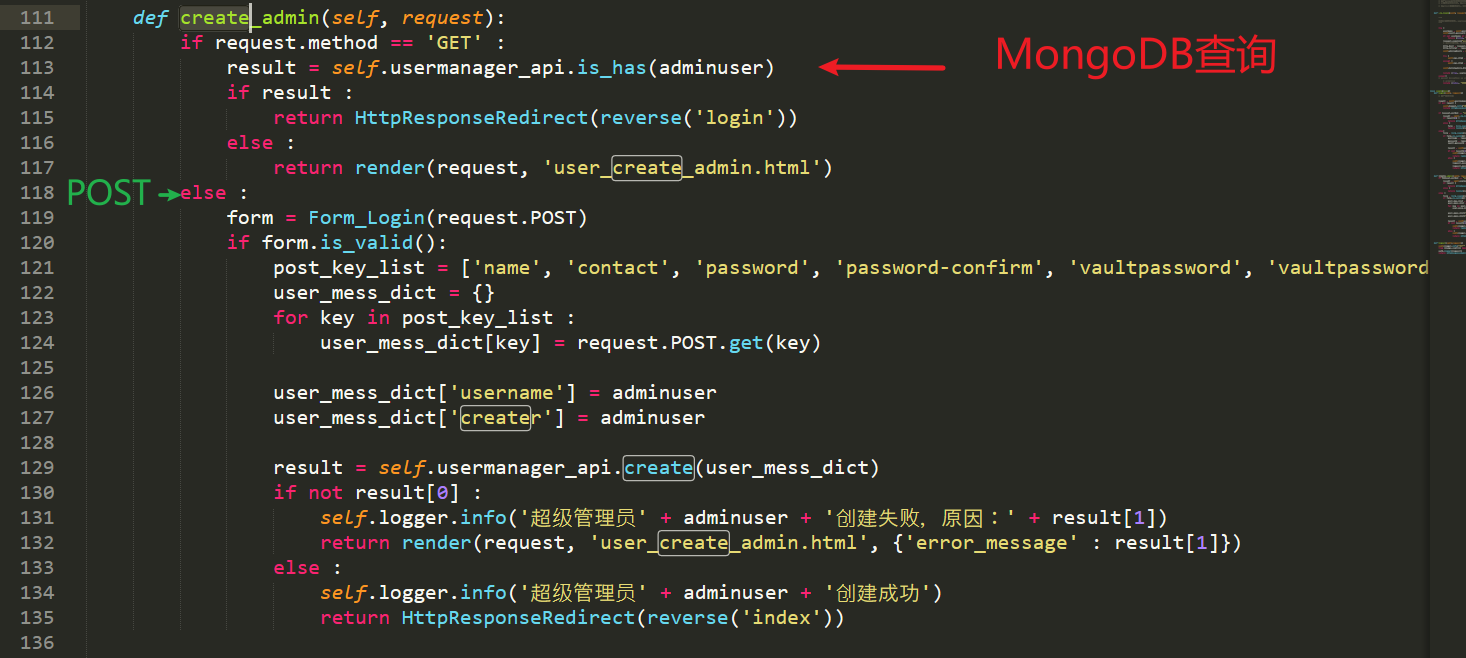 111 def create_admin(self, request):
112 if request.method == 'GET' :
113 result = self.usermanager_api.is_has(adminuser) MongoDB查询
114 if result :
115 return HttpResponseRedirect(reverse('login'))
116 else :
117 return render(request, 'user_create_admin.html')
118 POST else :
119 form = Form_Login(request.POST)
120 if form.is_valid():
121 post_key_list = ['name', 'contact', 'password', 'password-confirm', 'vaultpassword', 'vaultpassword
122 user_mess_dict = {}
123 for key in post_key_list :
124 user_mess_dict[key] = request.POST.get(key)
125
126 user_mess_dict['username'] = adminuser
127 user_mess_dict['creater'] = adminuser
128
129 result = self.usermanager_api.create(user_mess_dict)
130 if not result[0] :
131 self.logger.info('超级管理员' + adminuser + '创建失败, 原因：' + result[1])
132 return render(request, 'user_create_admin.html', {'error_message' : result[1]})
133 else :
134 self.logger.info('超级管理员' + adminuser + '创建成功')
135 return HttpResponseRedirect(reverse('index'))
136